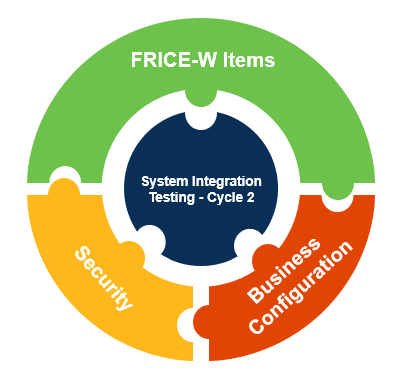 FRICE-W Items
System Integration
Testing - Cycle 2
Security
Business
Configuration